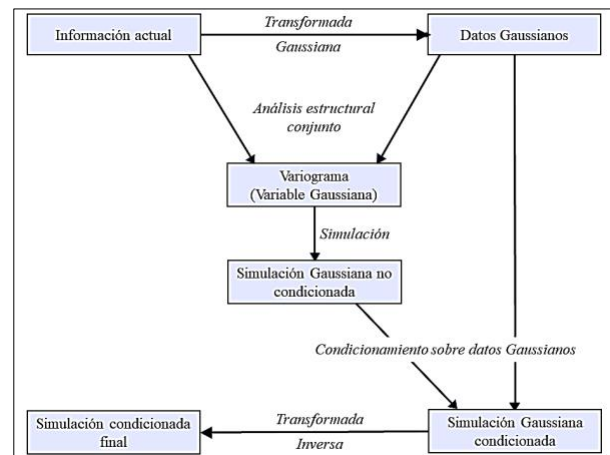 Transformada
Información actual
Datos Gaussianos
Gaussiana
Análisis estructural
conjunto
Variograma
(Variable Gaussiana)
Simulación
Simulación Gaussiana no
condicionada
Condicionamiento sobre datos Gaussianos
Simulación condicionada
final
Transformada
Inversa
Simulación Gaussiana
condicionada